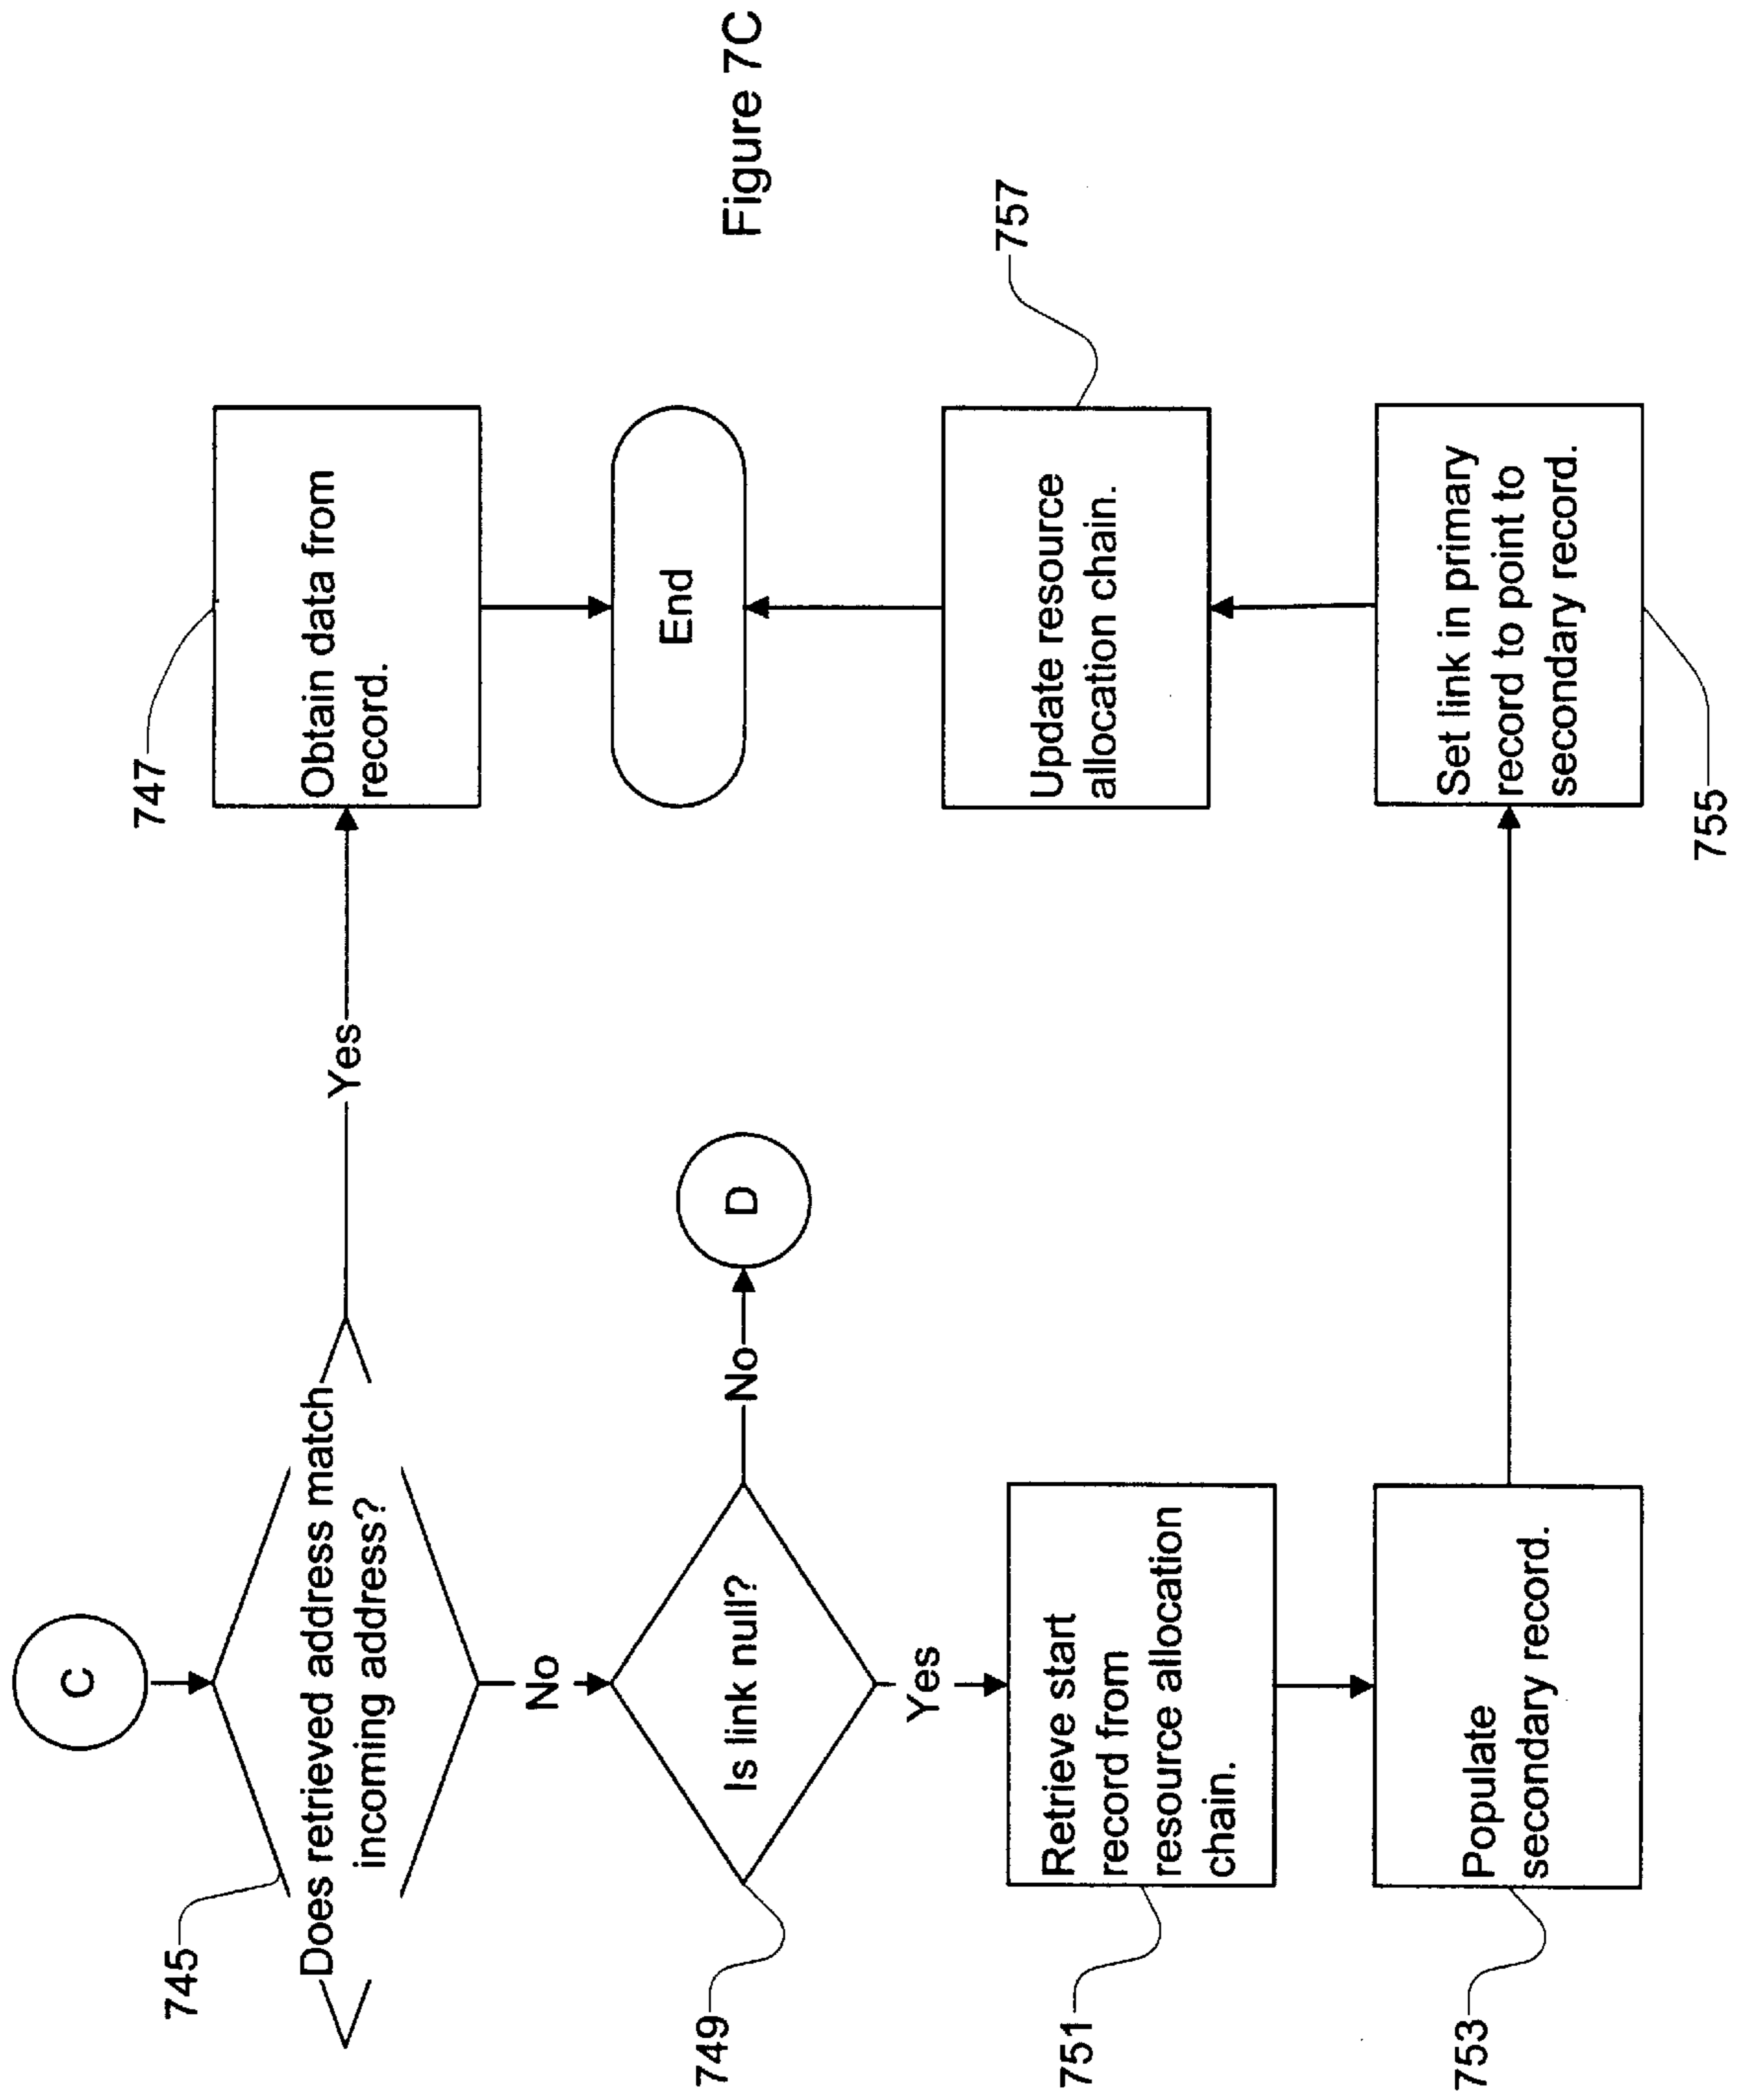 C
745
Does retrieved address match
incoming address?
Yes
747
Obtain data from
record.
No
749
Is link null?
No
D
End
Yes
751
Retrieve start
record from
resource allocation
chain.
753
Populate
secondary record.
755
Set link in primary
record to point to
secondary record.
757
Update resource
allocation chain.
Figure 7C